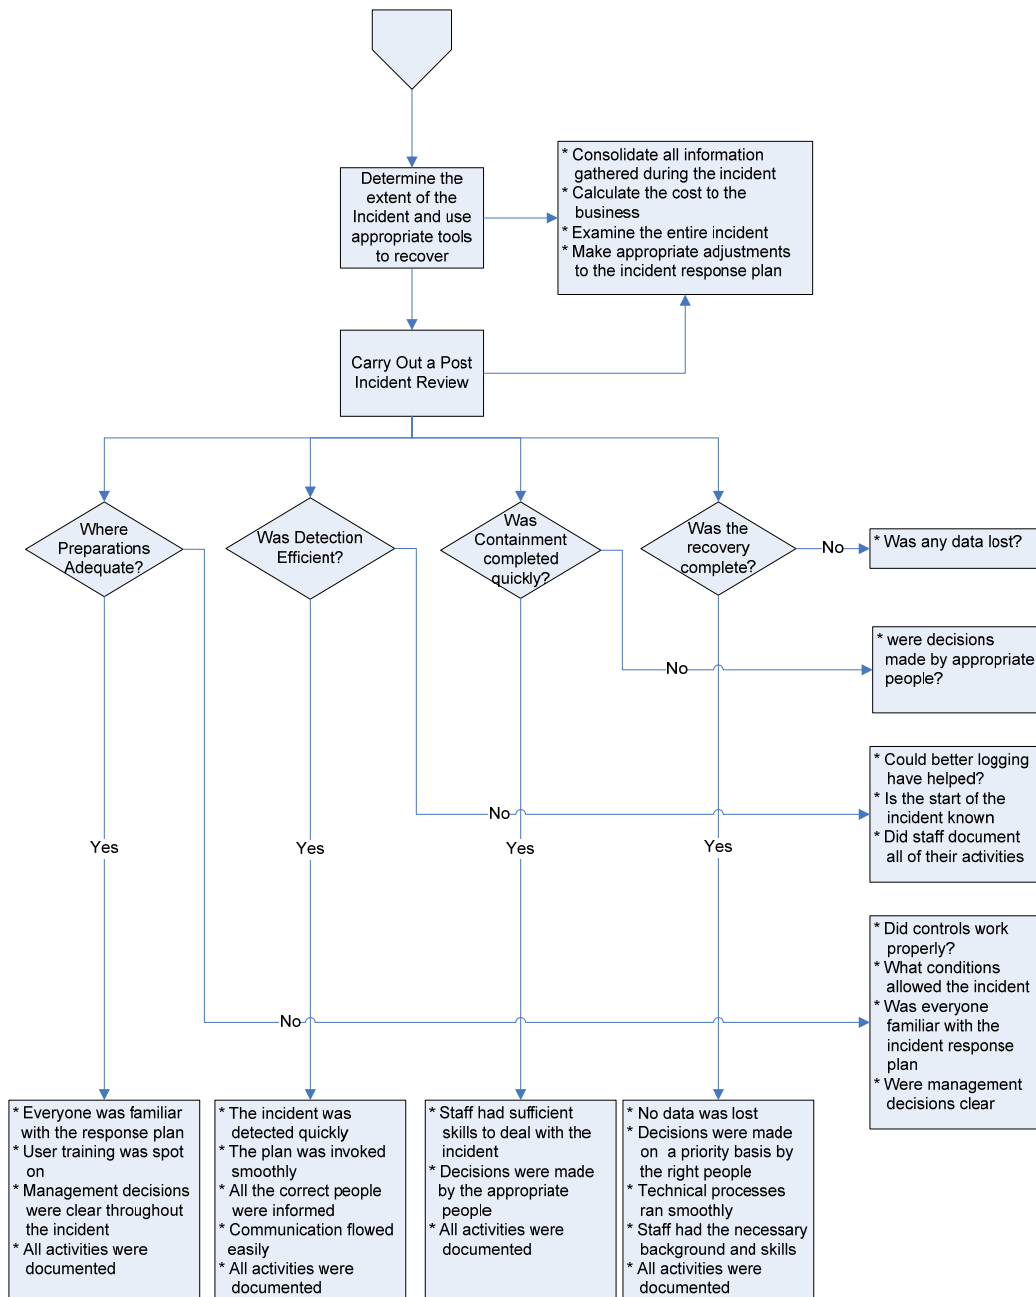 Determine the
extent of the
Incident and use
appropriate tools
to recover
* Consolidate all information
gathered during the incident
* Calculate the cost to the
business
* Examine the entire incident
* Make appropriate adjustments
to the incident response plan
Carry Out a Post
Incident Review
Where
Preparations
Adequate?
Was Detection
Efficient?
Was
Containment
completed
quickly?
Was the
recovery
complete?
No
* Was any data lost?
No
* were decisions
made by appropriate
people?
No
* Could better logging
have helped?
* Is the start of the
incident known
* Did staff document
all of their activities
Yes
Yes
Yes
Yes
No
* Did controls work
properly?
* What conditions
allowed the incident
* Was everyone
familiar with the
incident response
plan
* Were management
decisions clear
* Everyone was familiar
with the response plan
* User training was spot
on
* Management decisions
were clear throughout
the incident
* All activities were
documented
* The incident was
detected quickly
* The plan was invoked
smoothly
* All the correct people
were informed
* Communication flowed
easily
* All activities were
documented
* Staff had sufficient
skills to deal with the
incident
* Decisions were made
by the appropriate
people
* All activities were
documented
* No data was lost
* Decisions were made
on a priority basis by
the right people
* Technical processes
ran smoothly
* Staff had the necessary
background and skills
* All activities were
documented